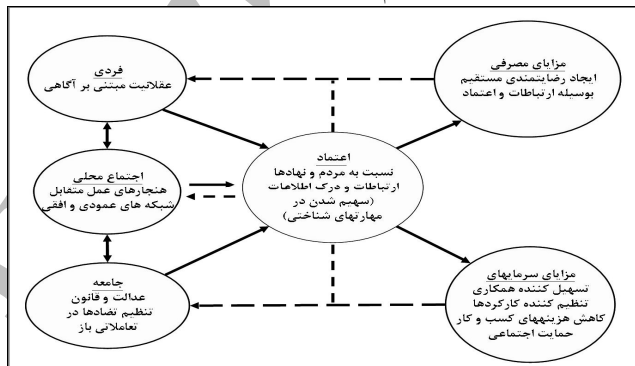 فردی
عقلانیت مبتنی بر آگاهی
اجتماع محلی
هنجارهای عمل متقابل
شبکه های عمودی و افقی
جامعه
عدالت و قانون
تنظیم تضادها در
تعاملاتی باز
اعتماد
نسبت به مردم و نهادها
ارتباطات و درک اطلاعات
(سهیم شدن در
مهارتهای شناختی)
مزایای مصرفی
ایجاد رضایتمندی مستقیم
بوسیله ارتباطات و اعتماد
مزایای سرمایهای
تسهیل کننده همکاری
تنظیم کننده کارکردها
کاهش هزینههای کسب و کار
حمایت اجتماعی